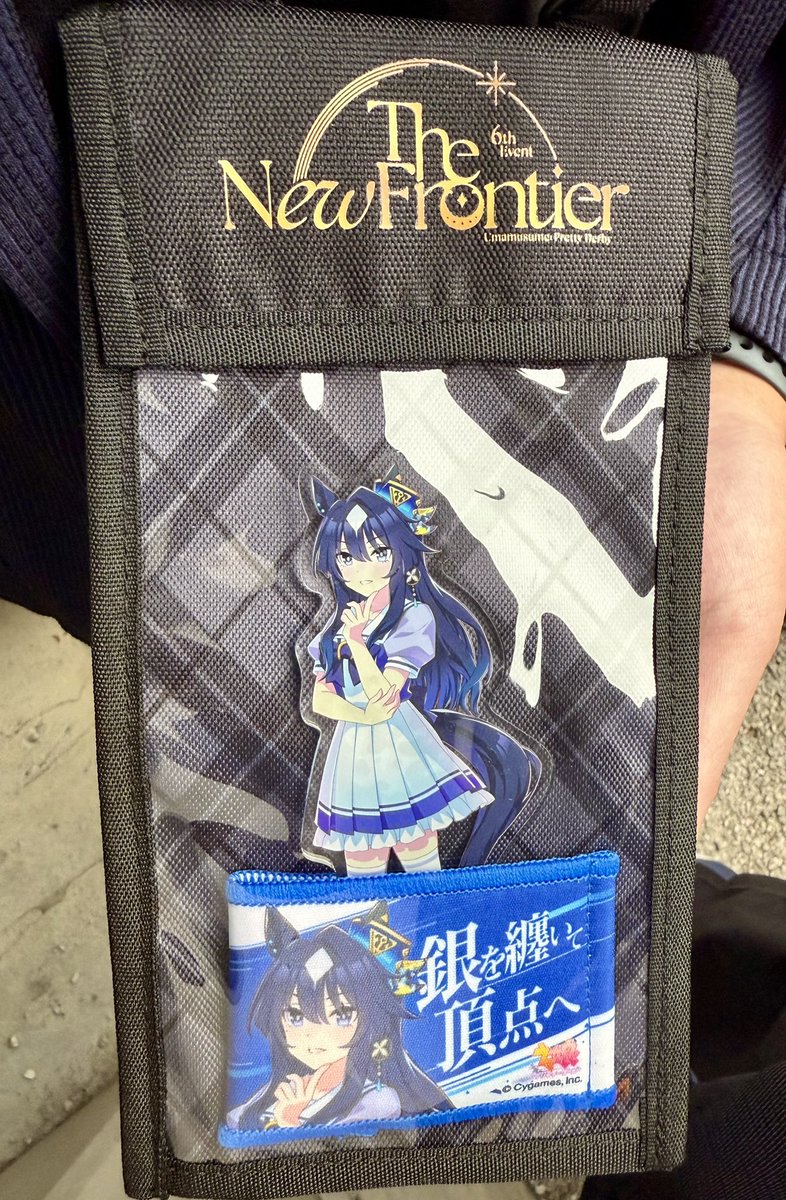 The
6th
Event
New Frontier
Umamusume: Pretty Derby
銀を纏いて
頂点へ
© Cygames, Inc.